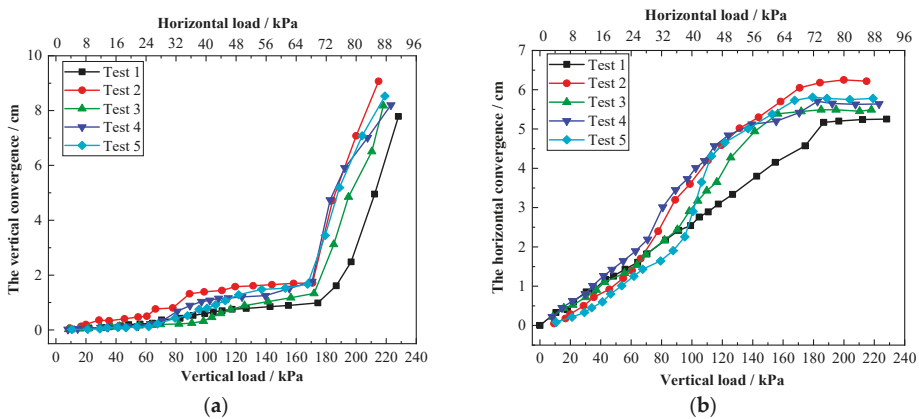 Horizontal load / kPa
0 8 16 24 32 40 48 56 64 72 80 88 96
The vertical convergence / cm
10
8
6
4
2
0
Test 1
Test 2
Test 3
Test 4
Test 5
0 20 40 60 80 100 120 140 160 180 200 220 240
Vertical load / kPa
(a)
Horizontal load / kPa
0 8 16 24 32 40 48 56 64 72 80 88 96
The horizontal convergence / cm
7
6
5
4
3
2
1
0
Test 1
Test 2
Test 3
Test 4
Test 5
0 20 40 60 80 100 120 140 160 180 200 220 240
Vertical load / kPa
(b)